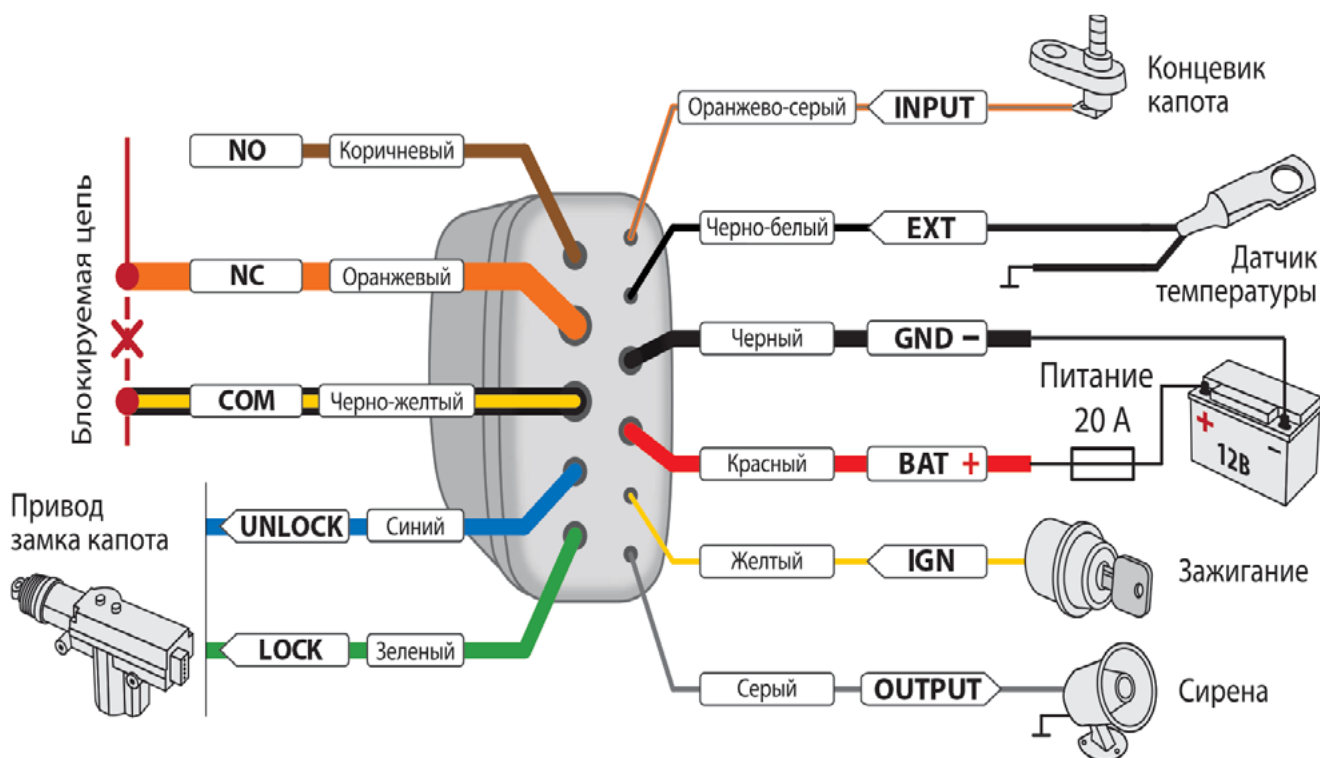 Оранжево-серый
INPUT
Концевик
капота
NO
Коричневый
Черно-белый
EXT
Датчик
температуры
Блокируемая цепь
NC
Оранжевый
Черный
GND –
Питание
20 А
COM
Черно-желтый
Красный
BAT +
+
–
12В
Привод
замка капота
UNLOCK
Синий
Желтый
IGN
Зажигание
LOCK
Зеленый
Серый
OUTPUT
Сирена